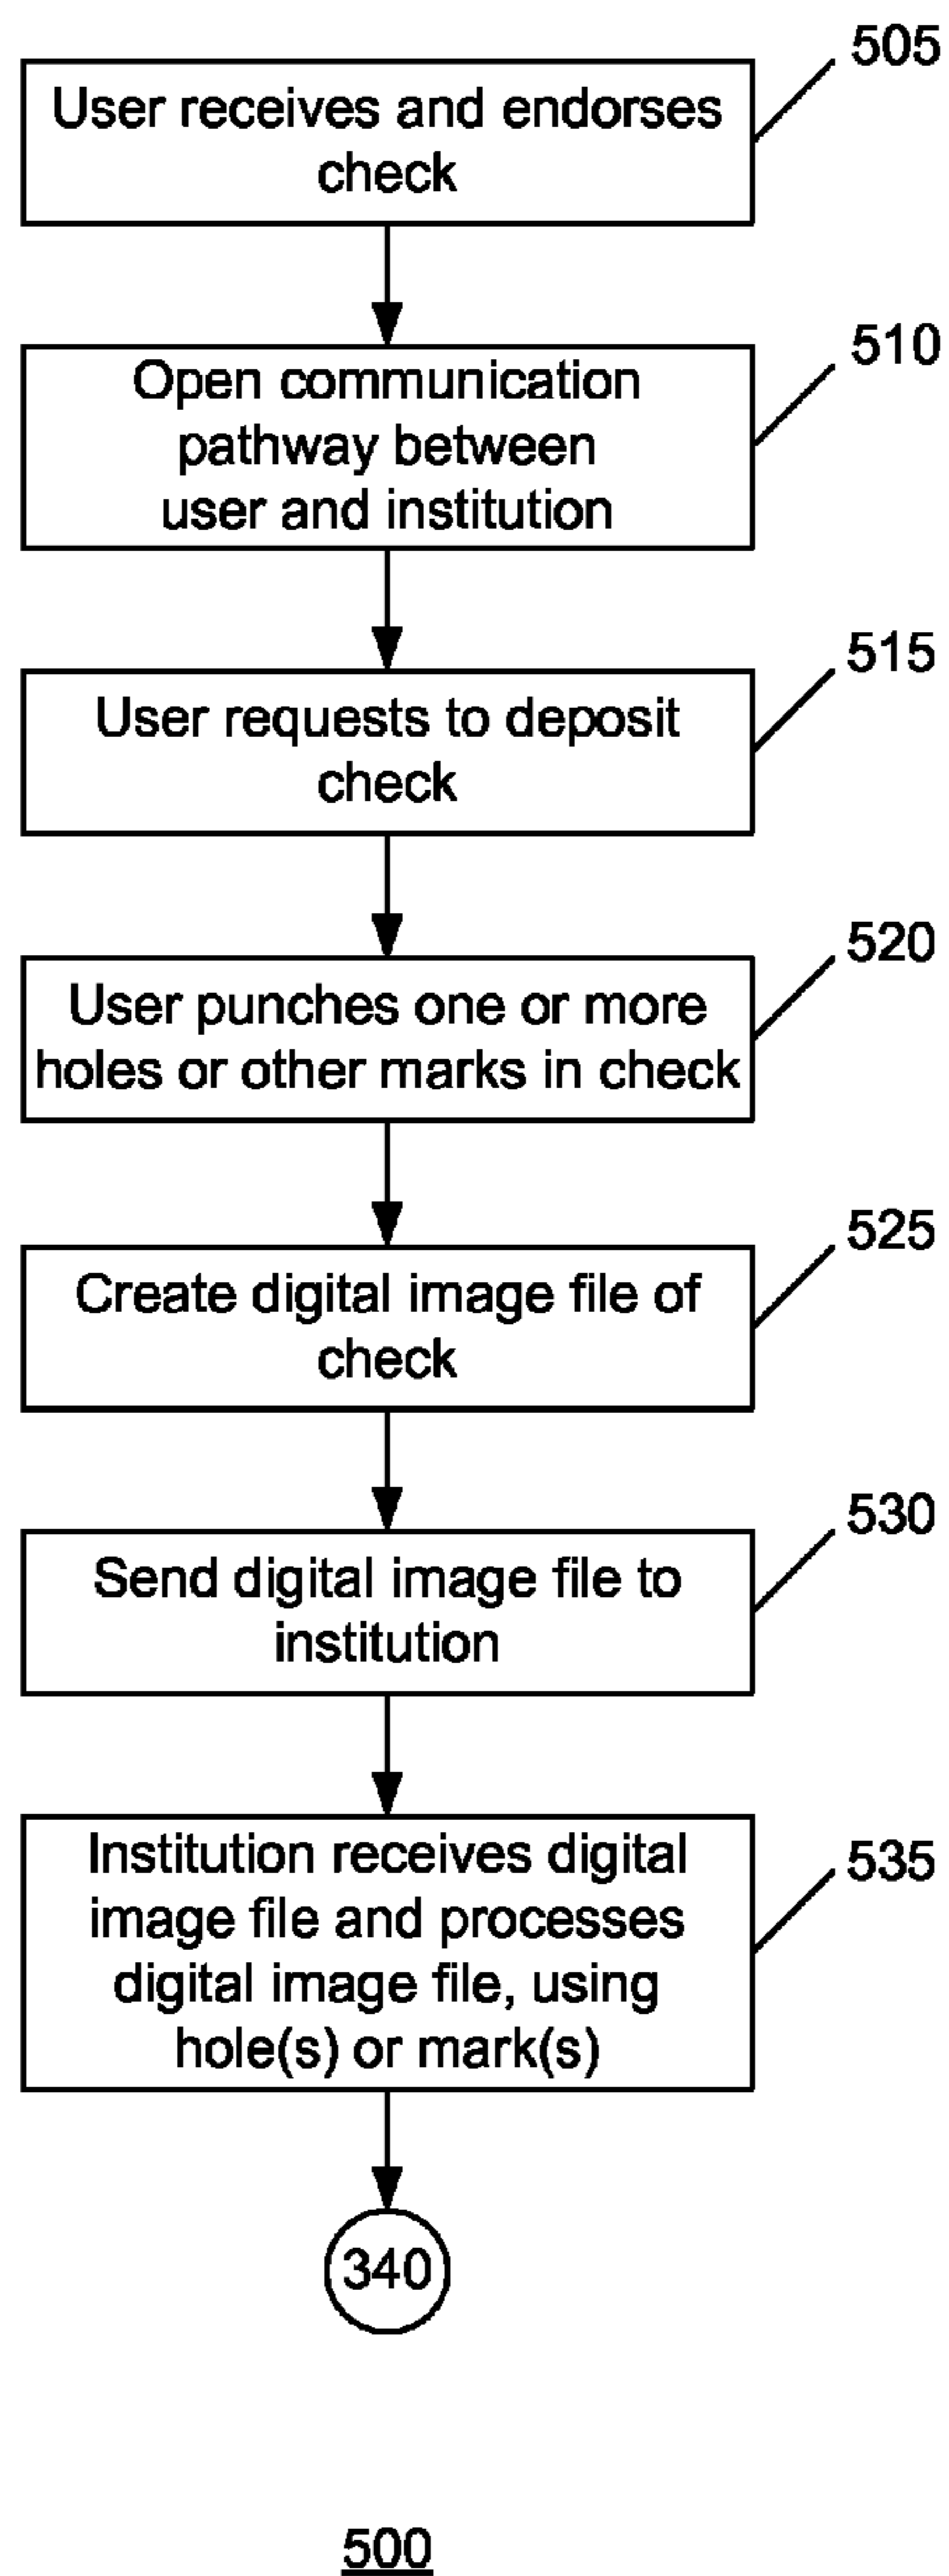 505
User receives and endorses
check
510
Open communication
pathway between
user and institution
515
User requests to deposit
check
520
User punches one or more
holes or other marks in check
525
Create digital image file of
check
530
Send digital image file to
institution
535
Institution receives digital
image file and processes
digital image file, using
hole(s) or mark(s)
340
500